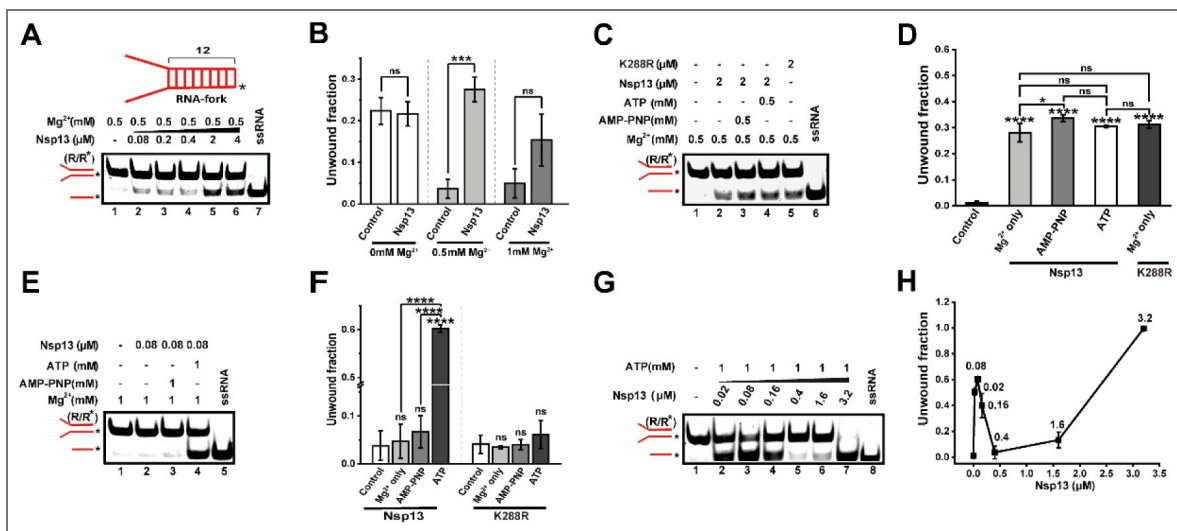 A
12
*
RNA-fork
Mg²⁺(mM) 0.5 0.5 0.5 0.5 0.5 0.5
Nsp13 (μM) - 0.08 0.2 0.4 2 4
ssRNA
(R/R*)
*
*
1 2 3 4 5 6 7
B
Unwound fraction
0.3
0.2
0.1
0.0
ns
***
ns
Control Nsp13 Control Nsp13 Control Nsp13
0mM Mg²⁺ 0.5mM Mg²⁺ 1mM Mg²⁺
C
K288R(μM) - - - - 2
Nsp13(μM) - 2 2 2 -
ATP (mM) - - - 0.5 -
AMP-PNP(mM) - - 0.5 - -
Mg²⁺(mM) 0.5 0.5 0.5 0.5 0.5
ssRNA
(R/R*)
*
*
1 2 3 4 5 6
D
Unwound fraction
0.6
0.5
0.4
0.3
0.2
0.1
0.0
ns
ns
* ns ns
**** **** **** ****
Control Mg²⁺ only AMP-PNP ATP Mg²⁺ only
Nsp13 K288R
E
Nsp13 (μM) - 0.08 0.08 0.08
ATP (mM) - - - 1
AMP-PNP(mM) - - 1 -
Mg²⁺(mM) 1 1 1 1
ssRNA
(R/R*)
*
*
1 2 3 4 5
F
Unwound fraction
0.6
0.5
0.10
0.05
0.00
****
****
****
ns ns ns ns ns
Control Mg²⁺ only AMP-PNP ATP Control Mg²⁺ only AMP-PNP ATP
Nsp13 K288R
G
ATP(mM) - 1 1 1 1 1 1
Nsp13 (μM) - 0.02 0.08 0.16 0.4 1.6 3.2
ssRNA
(R/R*)
*
*
1 2 3 4 5 6 7 8
H
Unwound fraction
1.2
1.0
0.8
0.6
0.4
0.2
0.0
3.2
0.08
0.02
0.16
0.4
1.6
0.0 0.5 1.0 1.5 2.0 2.5 3.0 3.5
Nsp13 (μM)